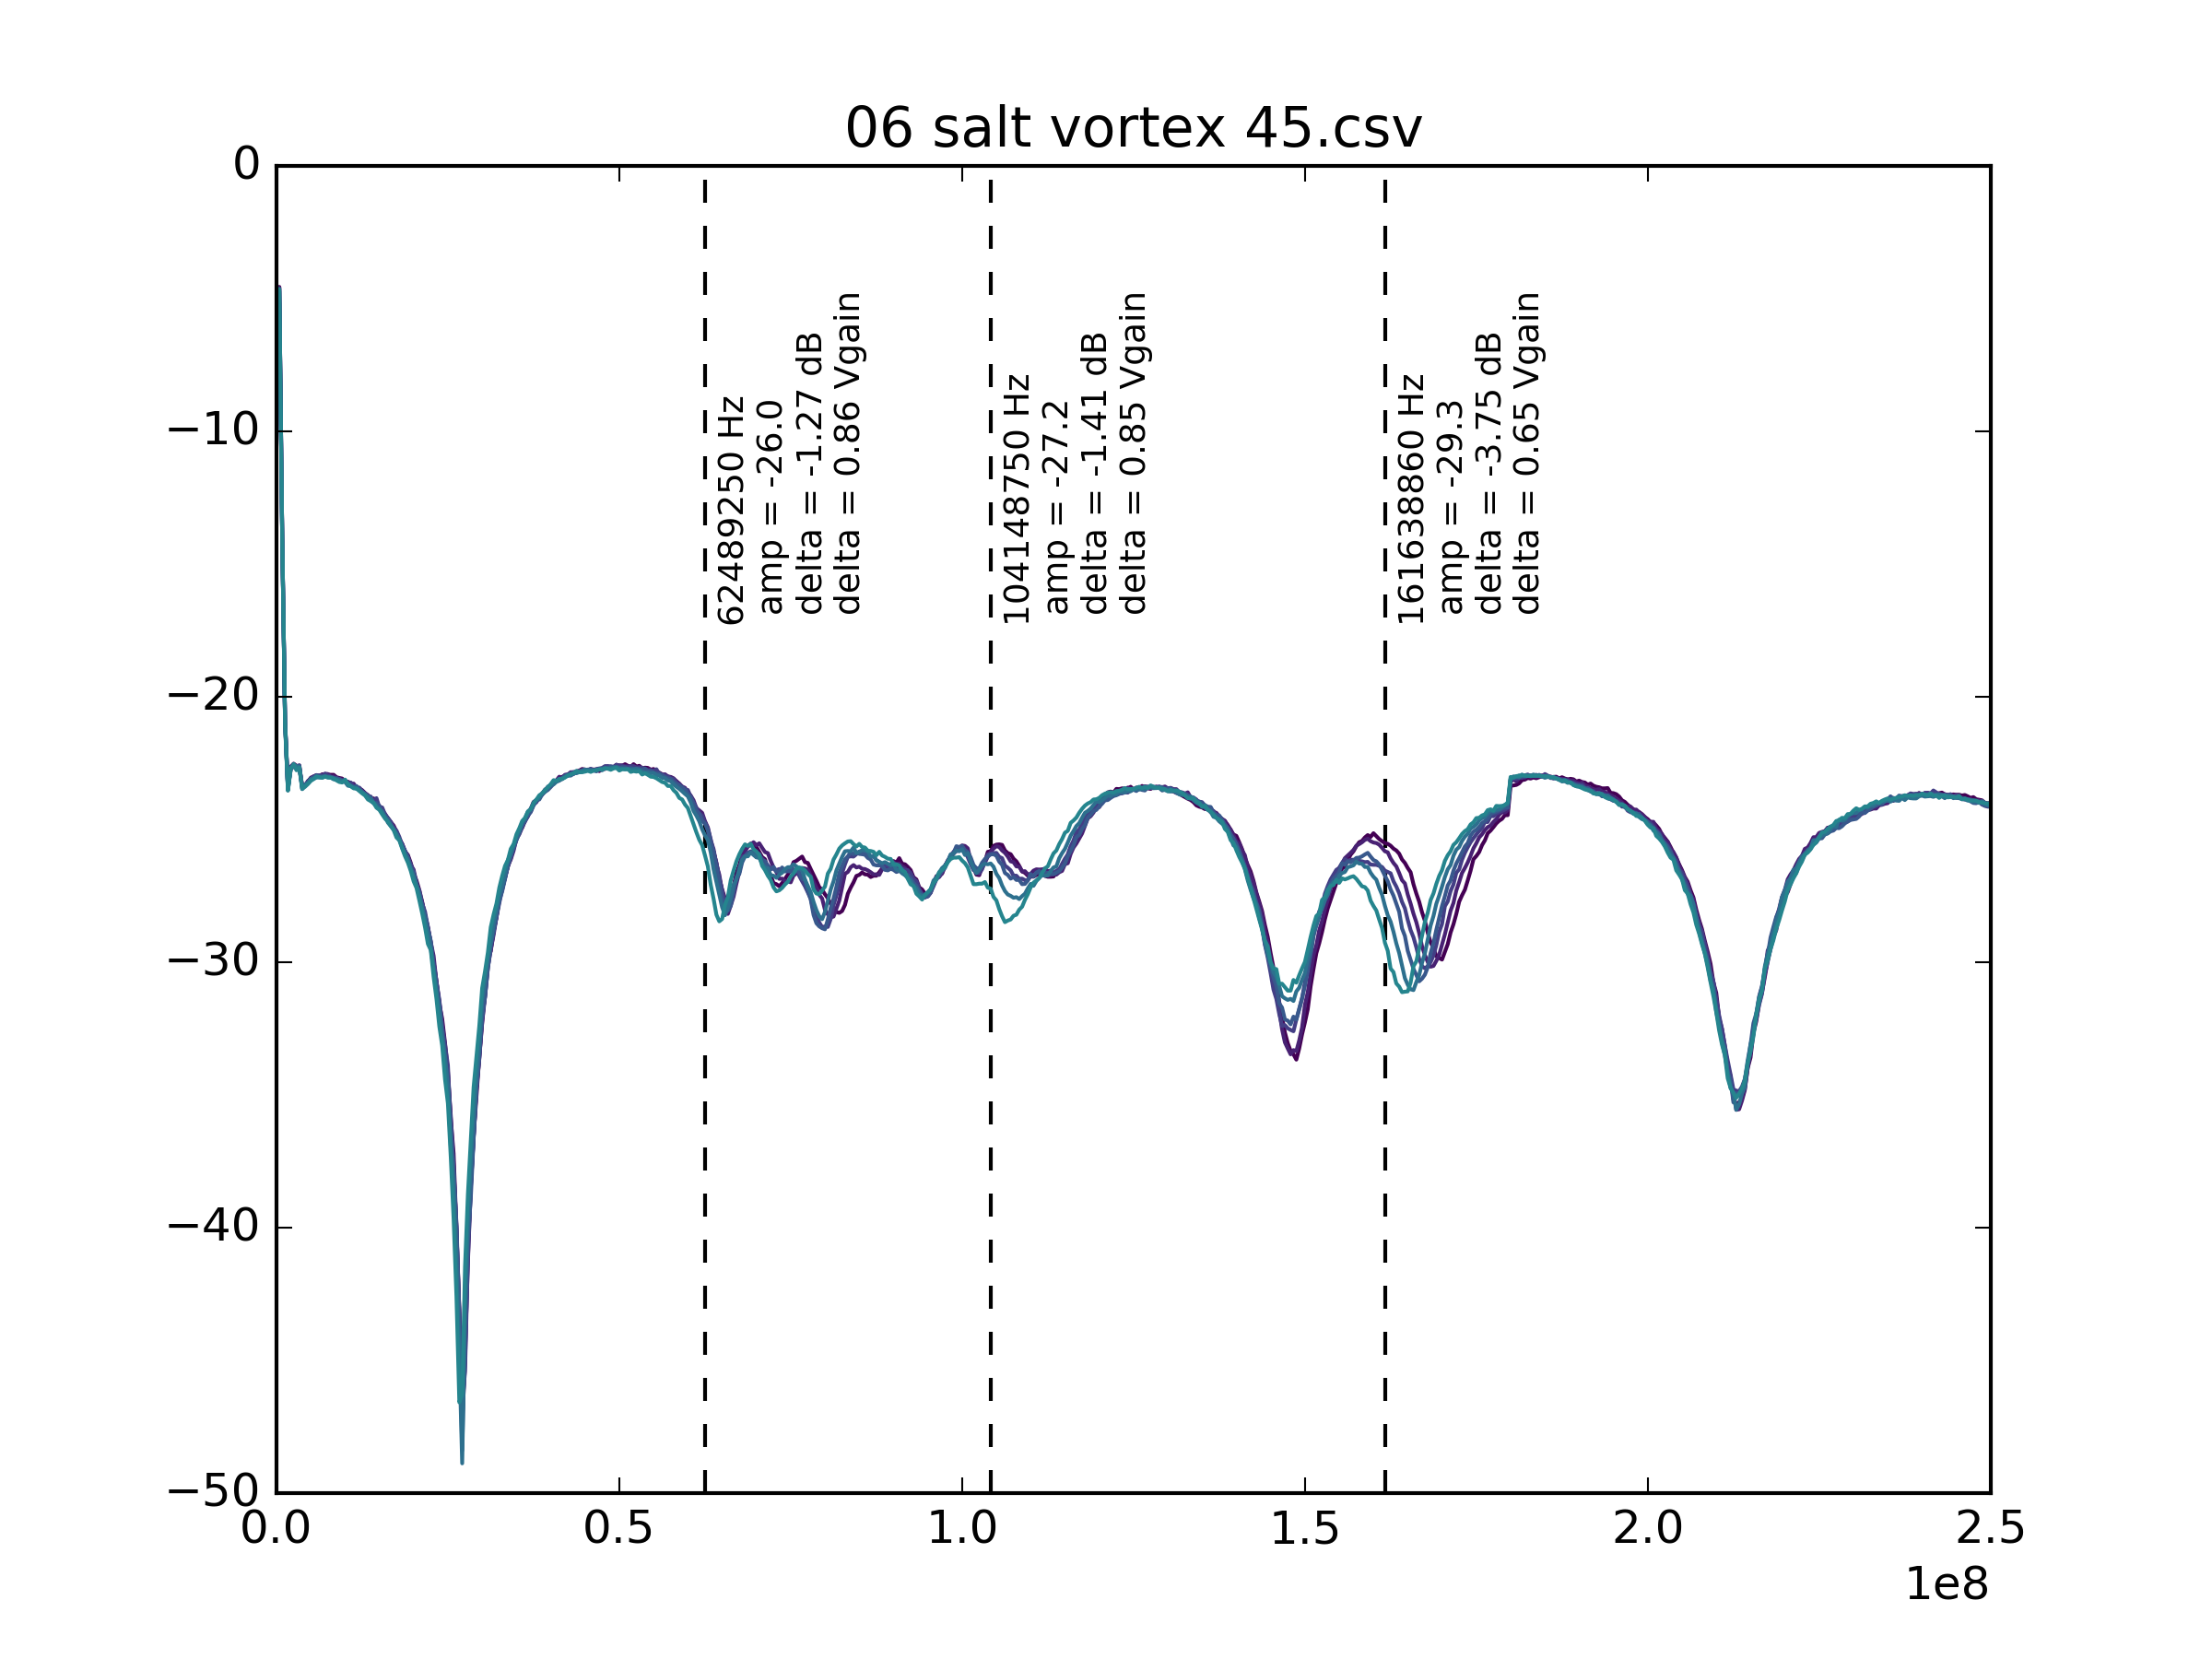 06 salt vortex 45.csv
0
−10
−20
−30
−40
−50
62489250 Hz
amp = -26.0
delta = -1.27 dB
delta = 0.86 Vgain
104148750 Hz
amp = -27.2
delta = -1.41 dB
delta = 0.85 Vgain
161638860 Hz
amp = -29.3
delta = -3.75 dB
delta = 0.65 Vgain
0.0 0.5 1.0 1.5 2.0 2.5
1e8